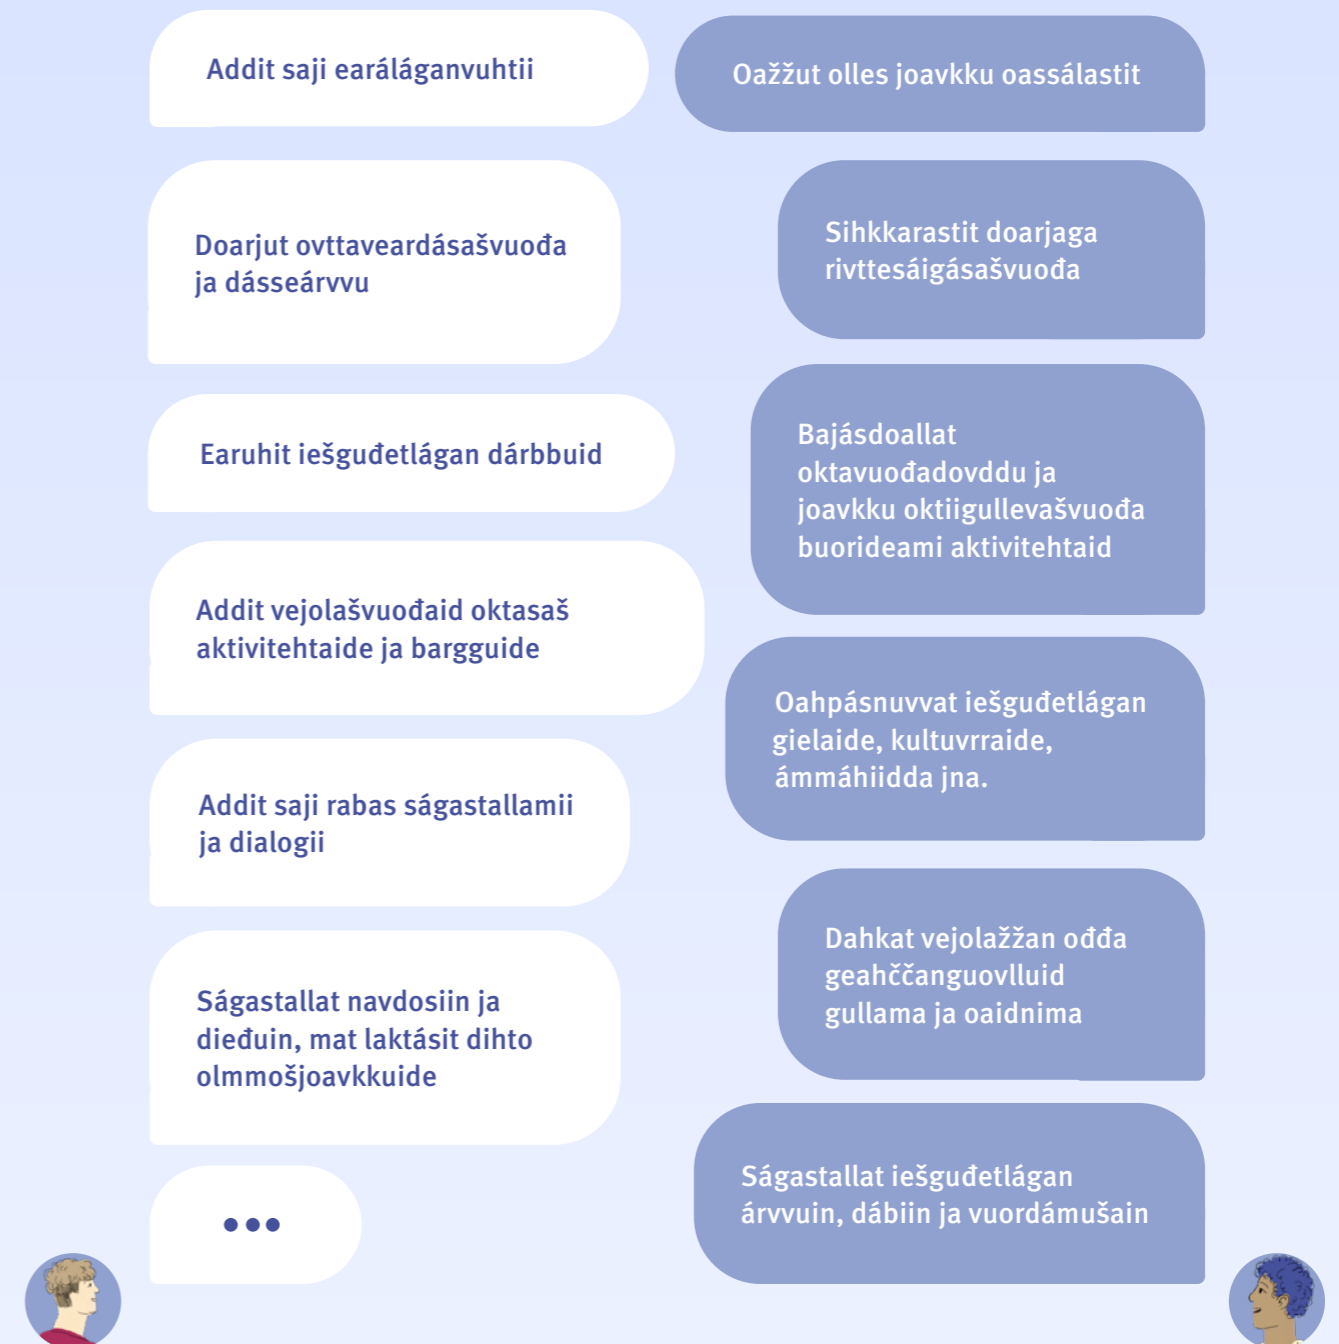 Addit saji earáláganvuhtii
Oažžut olles joavkku oassálastit
Doarjut ovttaveardásašvuođa
ja dásseárvvu
Sihkkarastit doarjaga
rivttesáigásašvuođa
Earuhit iešguđetlágan dárbbuid
Bajásdoallat
oktavuođadovddu ja
joavkku oktiigullevašvuođa
buorideami aktivitehtaid
Addit vejolašvuođaid oktasaš
aktivitehtaide ja bargguide
Oahpásnuvvat iešguđetlágan
gielaide, kultuvrraide,
ámmáhiidda jna.
Addit saji rabas ságastallamii
ja dialogii
Dahkat vejolažžan ođđa
geahččanguovlluid
gullama ja oaidnima
Ságastallat navdosiin ja
dieđuin, mat laktásit dihto
olmmošjoavkkuide
Ságastallat iešguđetlágan
árvvuin, dábiin ja vuordámušain
•••